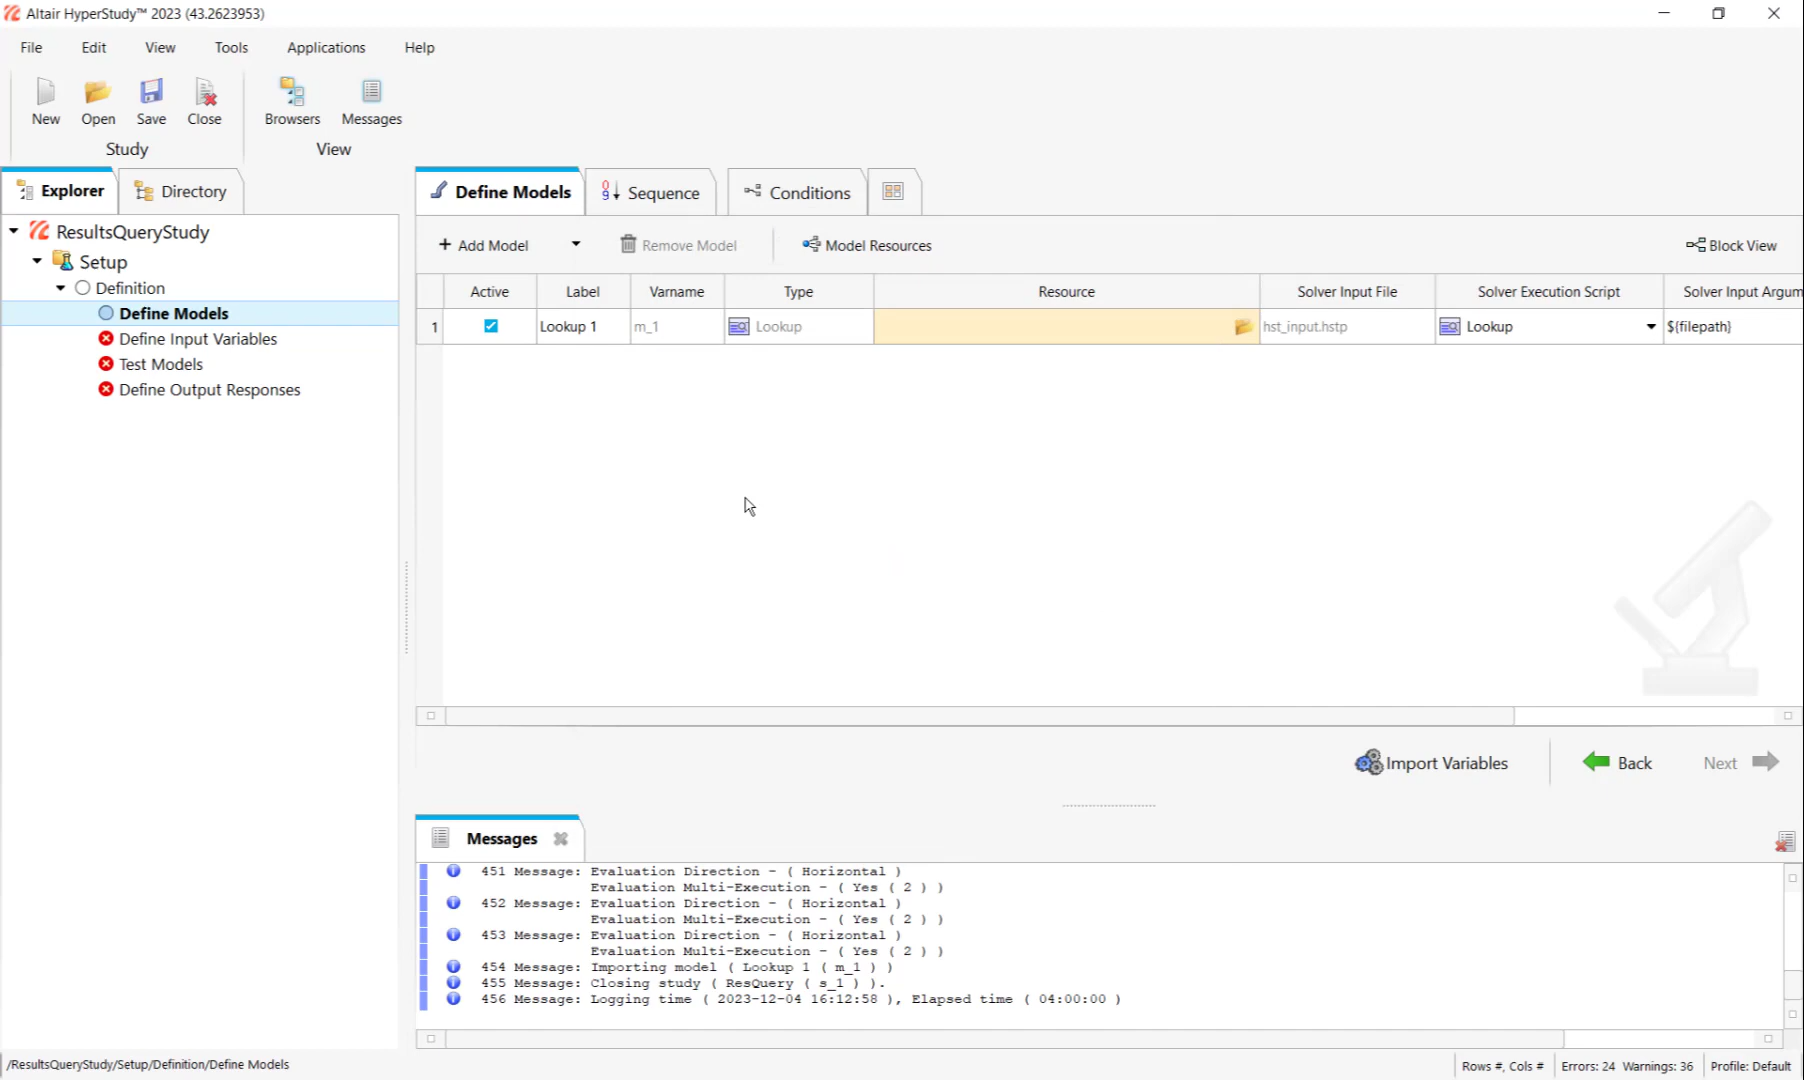 Altair HyperStudy™ 2023 (43.2623953)
File Edit View Tools Applications Help
New Open Save Close Browsers Messages
Study View
Explorer Directory
Define Models Sequence Conditions
ResultsQueryStudy
Setup
Definition
Define Models
Define Input Variables
Test Models
Define Output Responses
+ Add Model Remove Model Model Resources Block View
Active Label Varname Type Resource Solver Input File Solver Execution Script Solver Input Argum
1 Lookup 1 m_1 Lookup hst_input.hstp Lookup ${filepath}
Import Variables Back Next
Messages
451 Message: Evaluation Direction - ( Horizontal )
Evaluation Multi-Execution - ( Yes ( 2 ) )
452 Message: Evaluation Direction - ( Horizontal )
Evaluation Multi-Execution - ( Yes ( 2 ) )
453 Message: Evaluation Direction - ( Horizontal )
Evaluation Multi-Execution - ( Yes ( 2 ) )
454 Message: Importing model ( Lookup 1 ( m_1 ) )
455 Message: Closing study ( ResQuery ( s_1 ) ).
456 Message: Logging time ( 2023-12-04 16:12:58 ), Elapsed time ( 04:00:00 )
/ResultsQueryStudy/Setup/Definition/Define Models
Rows #, Cols # Errors: 24 Warnings: 36 Profile: Default